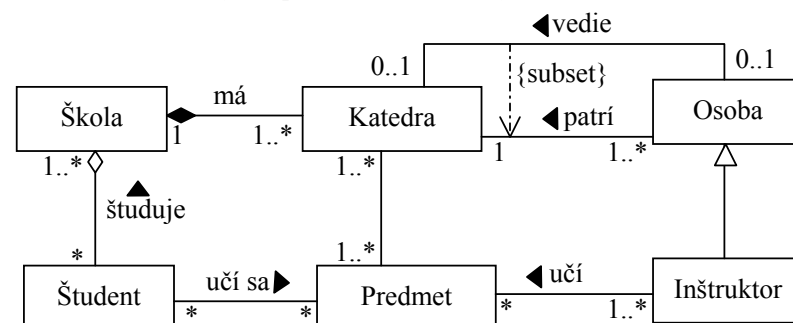 vedie
0..1
0..1
{subset}
má
Škola
Katedra
patrí
Osoba
1
1..*
1
1..*
1..*
1..*
študuje
*
1..*
učí sa
učí
Študent
Predmet
Inštruktor
*
*
*
1..*